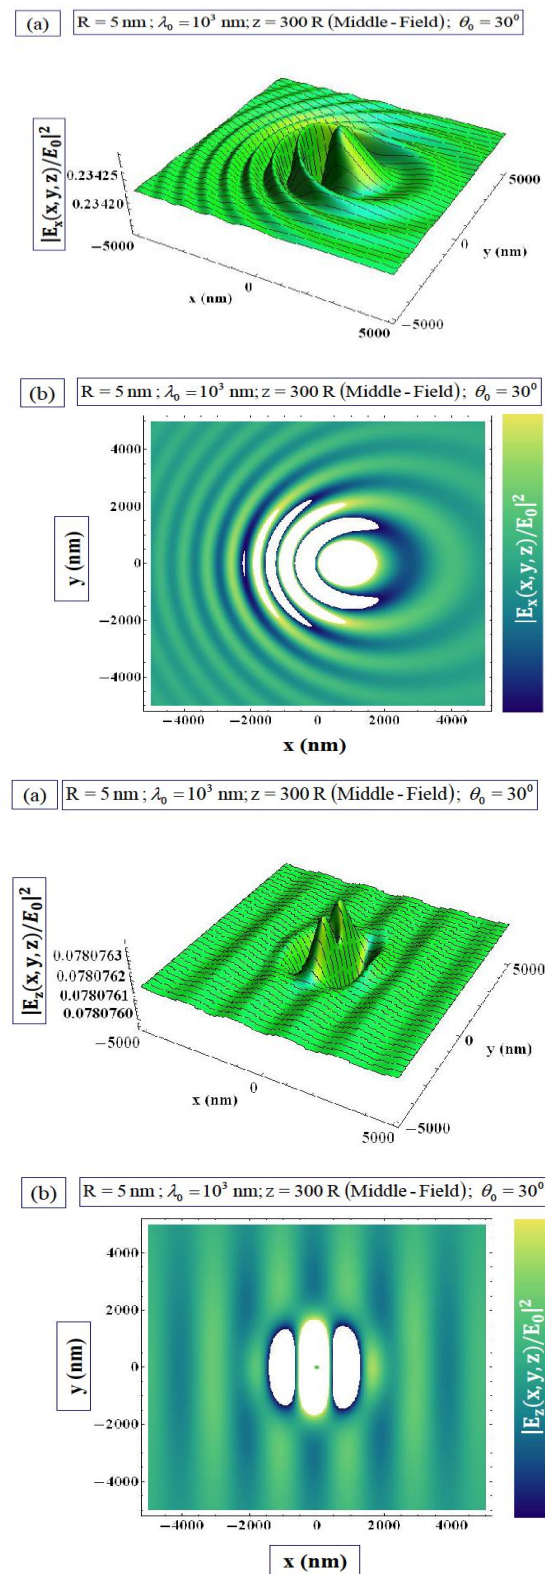 (a) R = 5 nm ; λ₀ = 10³ nm; z = 300 R (Middle - Field); θ₀ = 30⁰
|Eₓ(x,y,z)/E₀|²
0.23425
0.23420
−5000
0
5000
x (nm)
−5000
0
5000
y (nm)
(b) R = 5 nm ; λ₀ = 10³ nm; z = 300 R (Middle - Field); θ₀ = 30⁰
4000
2000
0
−2000
−4000
y (nm)
−4000 −2000 0 2000 4000
x (nm)
|Eₓ(x,y,z)/E₀|²
(a) R = 5 nm ; λ₀ = 10³ nm; z = 300 R (Middle - Field); θ₀ = 30⁰
|E_z(x,y,z)/E₀|²
0.0780763
0.0780762
0.0780761
0.0780760
−5000
0
5000
x (nm)
−5000
0
5000
y (nm)
(b) R = 5 nm ; λ₀ = 10³ nm; z = 300 R (Middle - Field); θ₀ = 30⁰
4000
2000
0
−2000
−4000
y (nm)
−4000 −2000 0 2000 4000
x (nm)
|E_z(x,y,z)/E₀|²